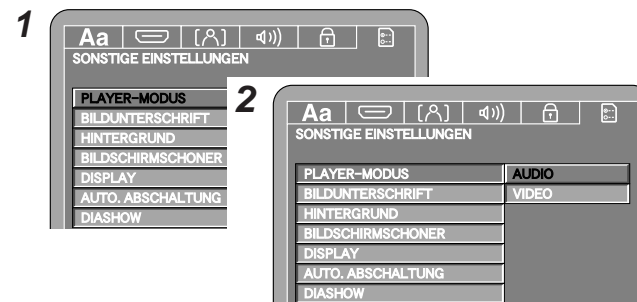 1
Aa
SONSTIGE EINSTELLUNGEN
PLAYER-MODUS
BILDUNTERSCHRIFT
HINTERGRUND
BILDSCHIRMSCHONER
DISPLAY
AUTO. ABSCHALTUNG
DIASHOW
2
Aa
SONSTIGE EINSTELLUNGEN
PLAYER-MODUS AUDIO
BILDUNTERSCHRIFT VIDEO
HINTERGRUND
BILDSCHIRMSCHONER
DISPLAY
AUTO. ABSCHALTUNG
DIASHOW